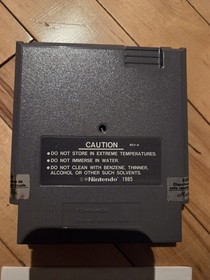 CAUTION
REV-A
●DO NOT STORE IN EXTREME TEMPERATURES.
●DO NOT IMMERSE IN WATER.
●DO NOT CLEAN WITH BENZENE, THINNER,
ALCOHOL OR OTHER SUCH SOLVENTS.
©Nintendo 1985